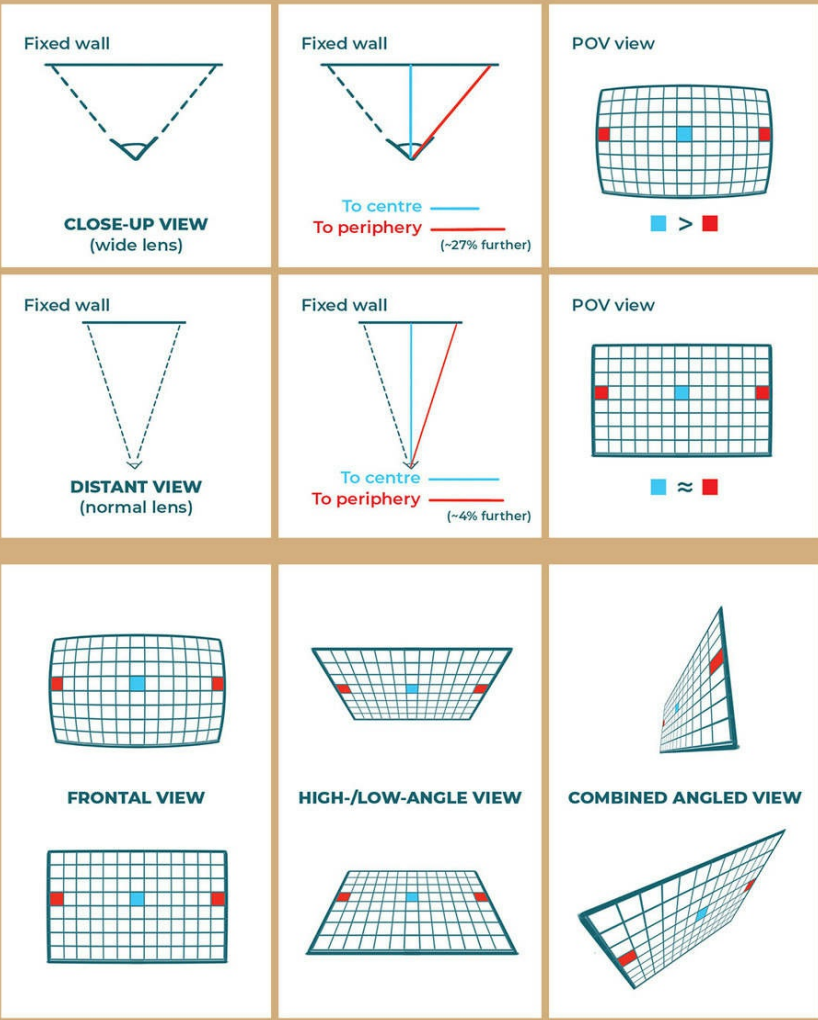 Fixed wall
CLOSE-UP VIEW
(wide lens)
Fixed wall
To centre
To periphery
(~27% further)
POV view
>
Fixed wall
DISTANT VIEW
(normal lens)
Fixed wall
To centre
To periphery
(~4% further)
POV view
≈
FRONTAL VIEW
HIGH-/LOW-ANGLE VIEW
COMBINED ANGLED VIEW